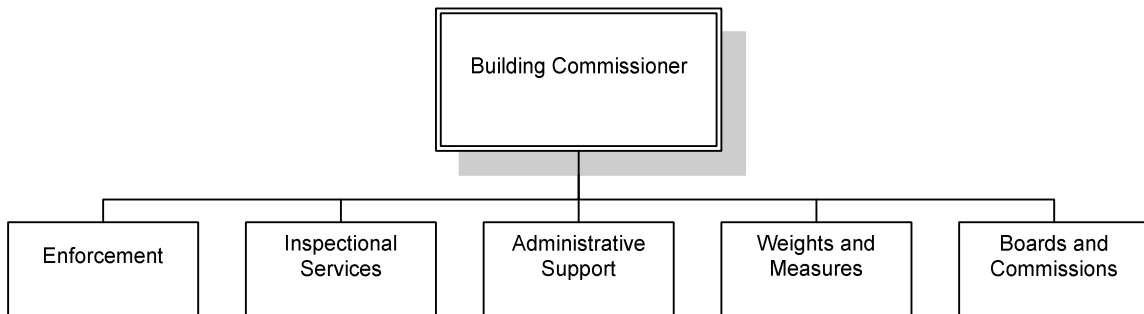 Building Commissioner
Enforcement
Inspectional
Services
Administrative
Support
Weights and
Measures
Boards and
Commissions